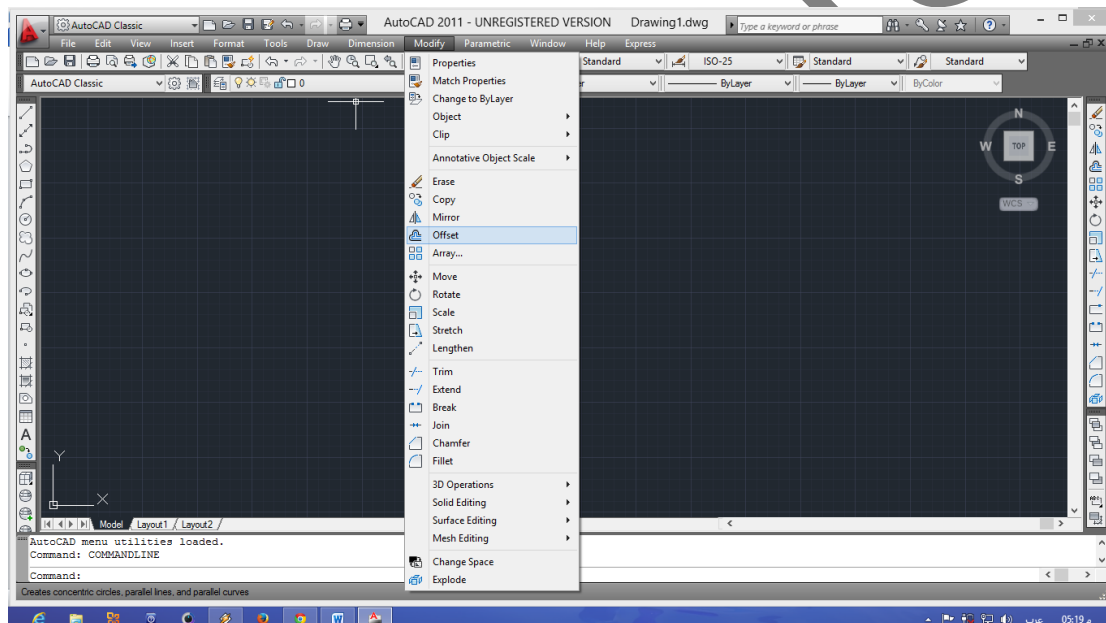 AutoCAD Classic
AutoCAD 2011 - UNREGISTERED VERSION Drawing1.dwg
Type a keyword or phrase
File Edit View Insert Format Tools Draw Dimension Modify Parametric Window Help Express
Standard ISO-25 Standard Standard
AutoCAD Classic 0 ByLayer ByLayer ByColor
Properties
Match Properties
Change to ByLayer
Object
Clip
Annotative Object Scale
Erase
Copy
Mirror
Offset
Array...
Move
Rotate
Scale
Stretch
Lengthen
Trim
Extend
Break
Join
Chamfer
Fillet
3D Operations
Solid Editing
Surface Editing
Mesh Editing
Change Space
Explode
N
W TOP E
S
WCS
A
Y
X
Model Layout1 Layout2
AutoCAD menu utilities loaded.
Command: COMMANDLINE
Command:
Creates concentric circles, parallel lines, and parallel curves
عرب 05:19 م